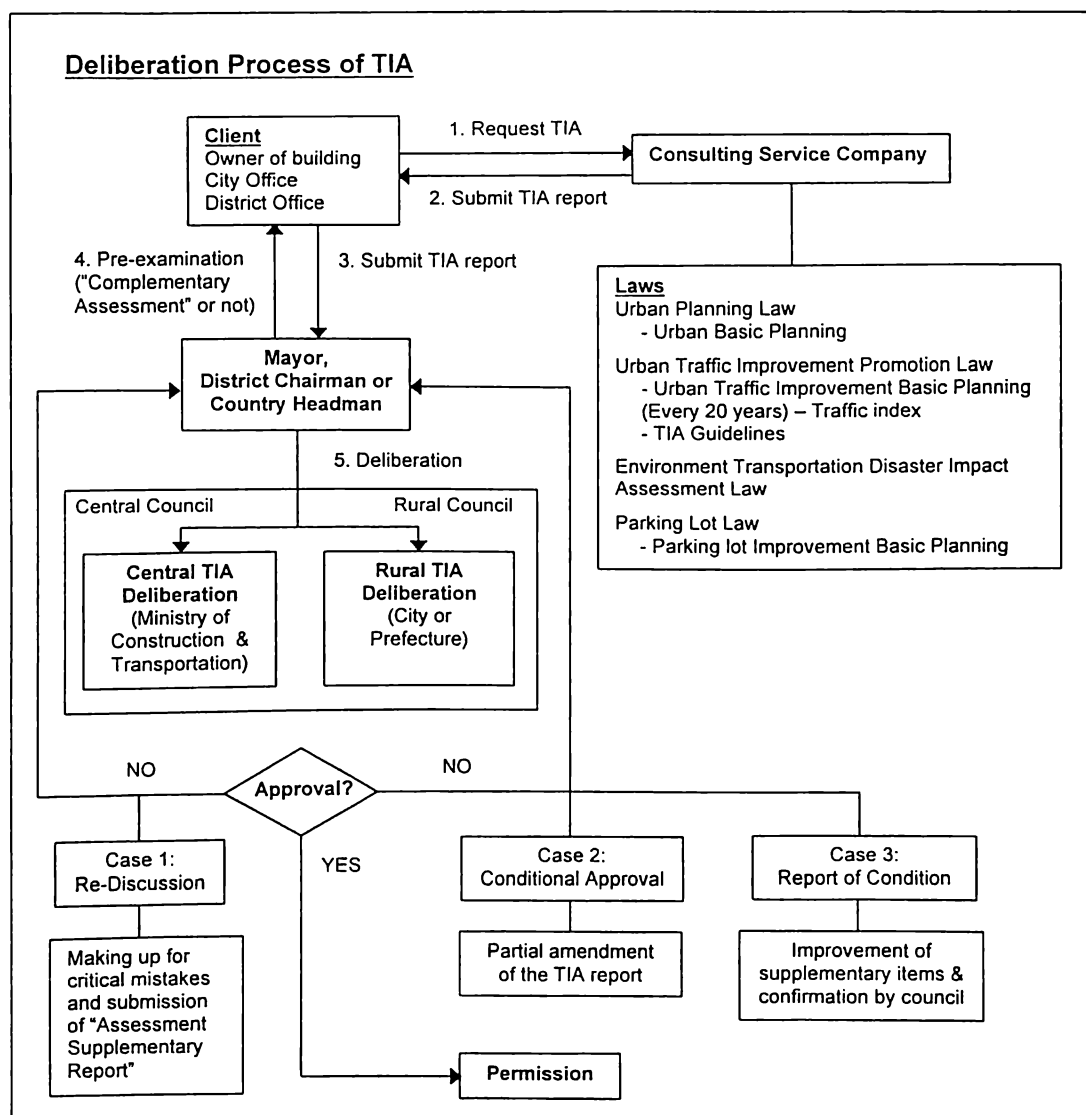 Deliberation Process of TIA
Client
Owner of building
City Office
District Office
1. Request TIA
2. Submit TIA report
Consulting Service Company
4. Pre-examination
("Complementary
Assessment" or not)
3. Submit TIA report
Laws
Urban Planning Law
- Urban Basic Planning
Urban Traffic Improvement Promotion Law
- Urban Traffic Improvement Basic Planning
(Every 20 years) – Traffic index
- TIA Guidelines
Environment Transportation Disaster Impact
Assessment Law
Parking Lot Law
- Parking lot Improvement Basic Planning
Mayor,
District Chairman or
Country Headman
5. Deliberation
Central Council
Rural Council
Central TIA
Deliberation
(Ministry of
Construction &
Transportation)
Rural TIA
Deliberation
(City or
Prefecture)
NO
Approval?
NO
YES
Case 1:
Re-Discussion
Making up for
critical mistakes
and submission
of “Assessment
Supplementary
Report”
Case 2:
Conditional Approval
Partial amendment
of the TIA report
Case 3:
Report of Condition
Improvement of
supplementary items &
confirmation by council
Permission